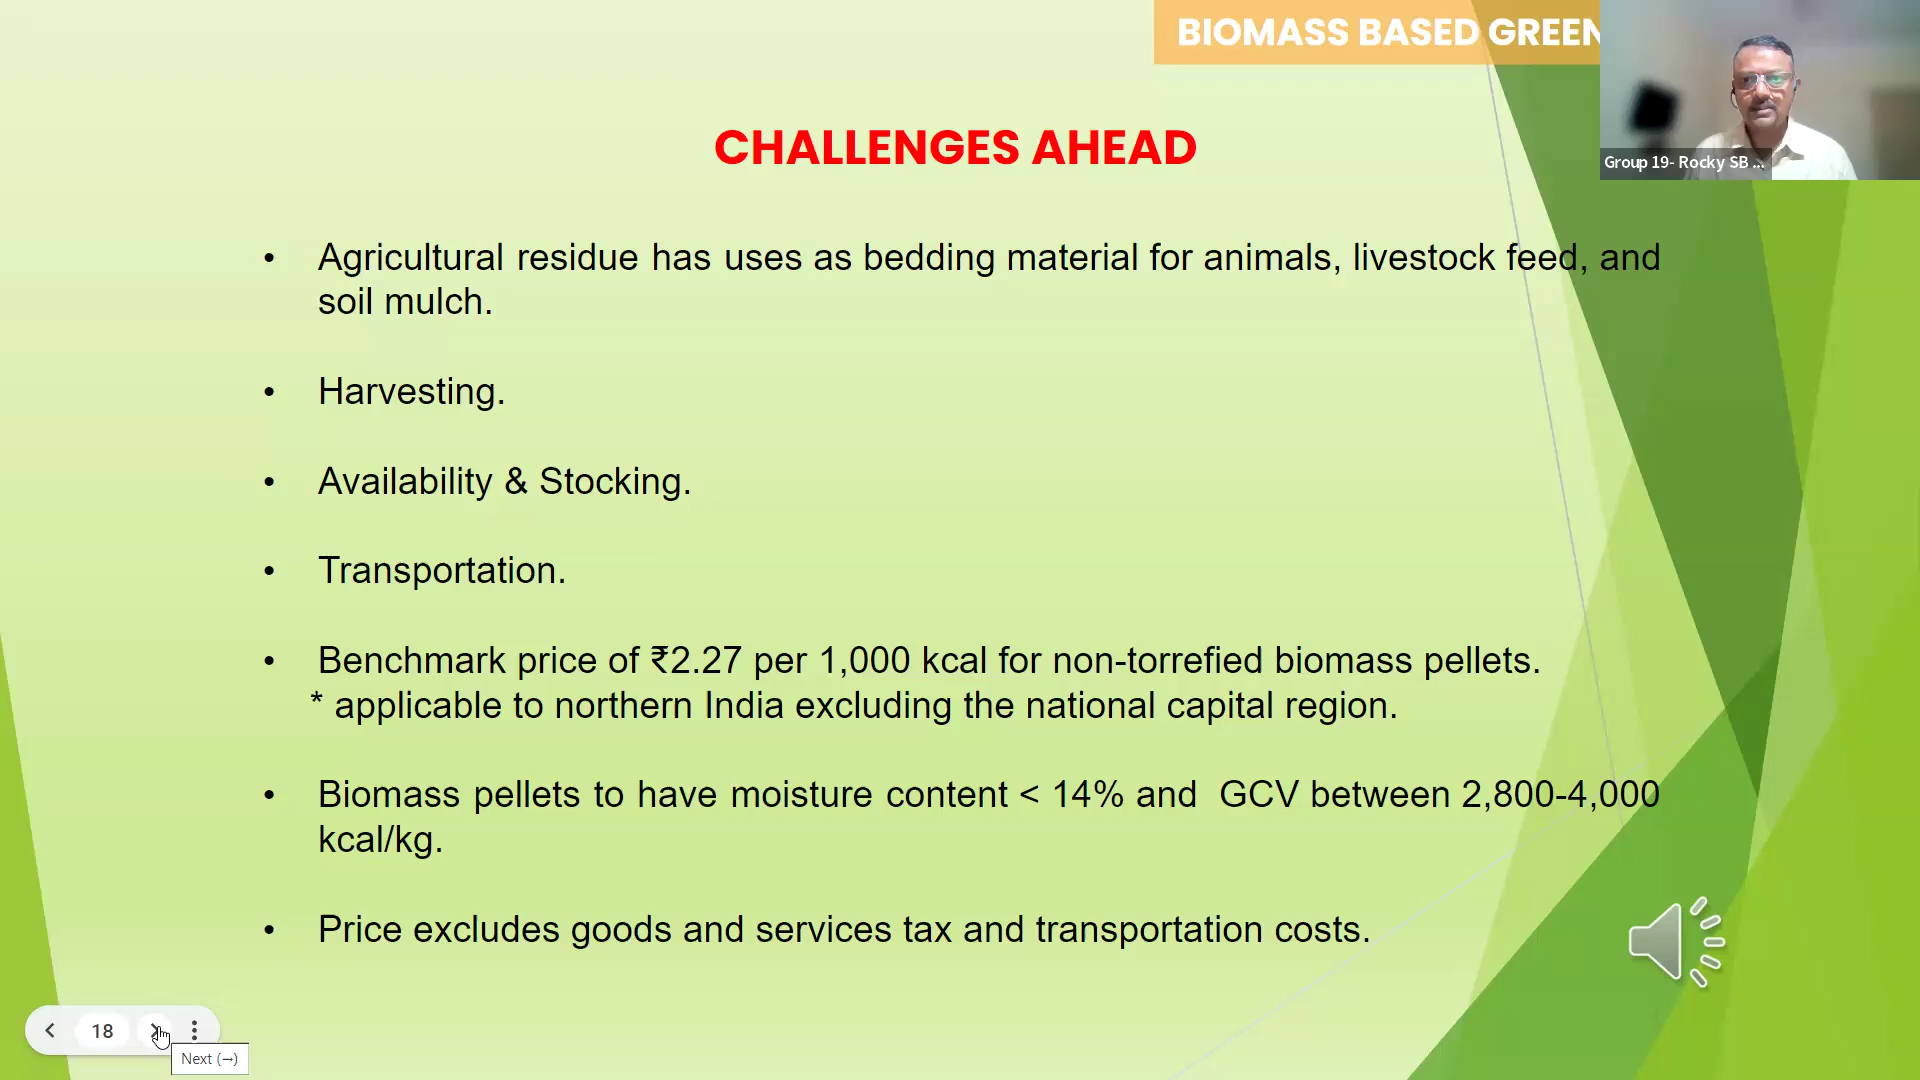 BIOMASS BASED GREEN
Group 19- Rocky SB ...
CHALLENGES AHEAD
• Agricultural residue has uses as bedding material for animals, livestock feed, and
soil mulch.
• Harvesting.
• Availability & Stocking.
• Transportation.
• Benchmark price of ₹2.27 per 1,000 kcal for non-torrefied biomass pellets.
* applicable to northern India excluding the national capital region.
• Biomass pellets to have moisture content < 14% and GCV between 2,800-4,000
kcal/kg.
• Price excludes goods and services tax and transportation costs.
18
Next (→)